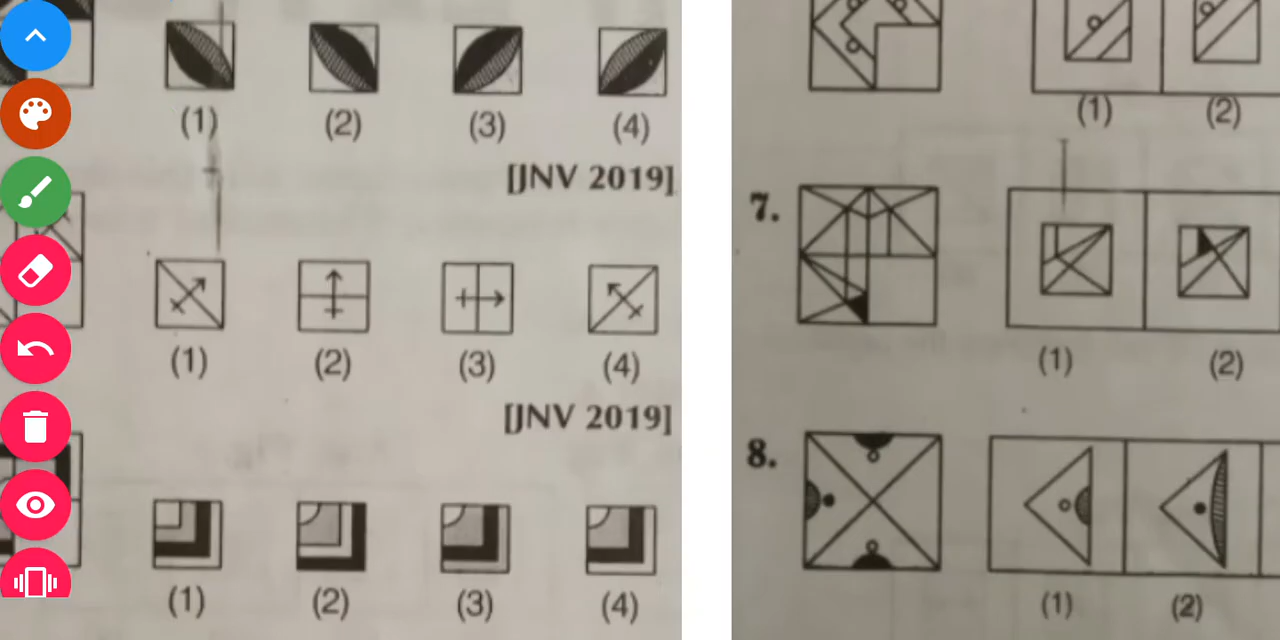 (1) (2) (3) (4)
[JNV 2019]
(1) (2) (3) (4)
[JNV 2019]
(1) (2) (3) (4)
(1) (2)
7.
(1) (2)
8.
(1) (2)